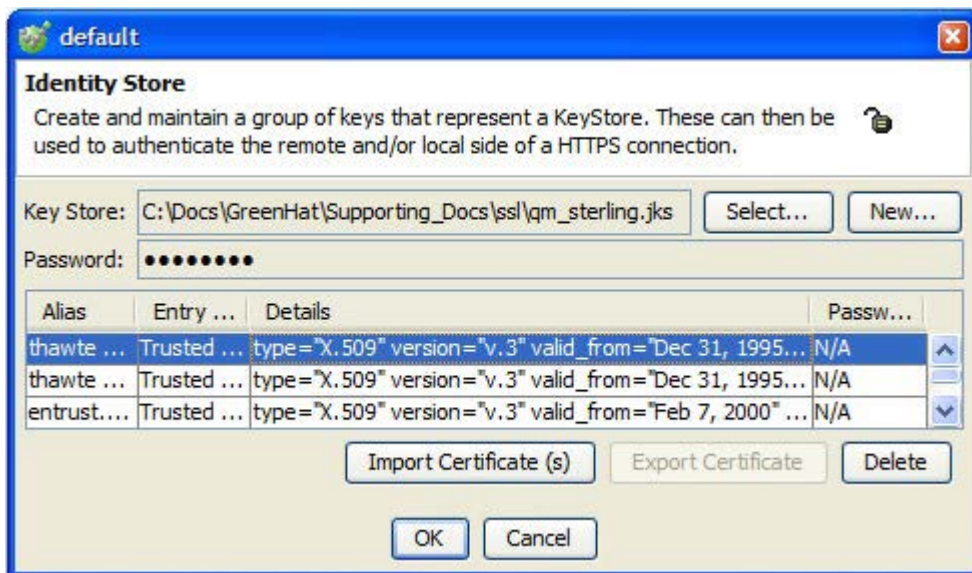 default
Identity Store
Create and maintain a group of keys that represent a KeyStore. These can then be
used to authenticate the remote and/or local side of a HTTPS connection.
Key Store: C:\Docs\GreenHat\Supporting_Docs\ssl\qm_sterling.jks Select... New...
Password: ●●●●●●●●
Alias Entry ... Details Passw...
thawte ... Trusted ... type="X.509" version="v.3" valid_from="Dec 31, 1995... N/A
thawte ... Trusted ... type="X.509" version="v.3" valid_from="Dec 31, 1995... N/A
entrust.... Trusted ... type="X.509" version="v.3" valid_from="Feb 7, 2000" ... N/A
Import Certificate (s) Export Certificate Delete
OK Cancel